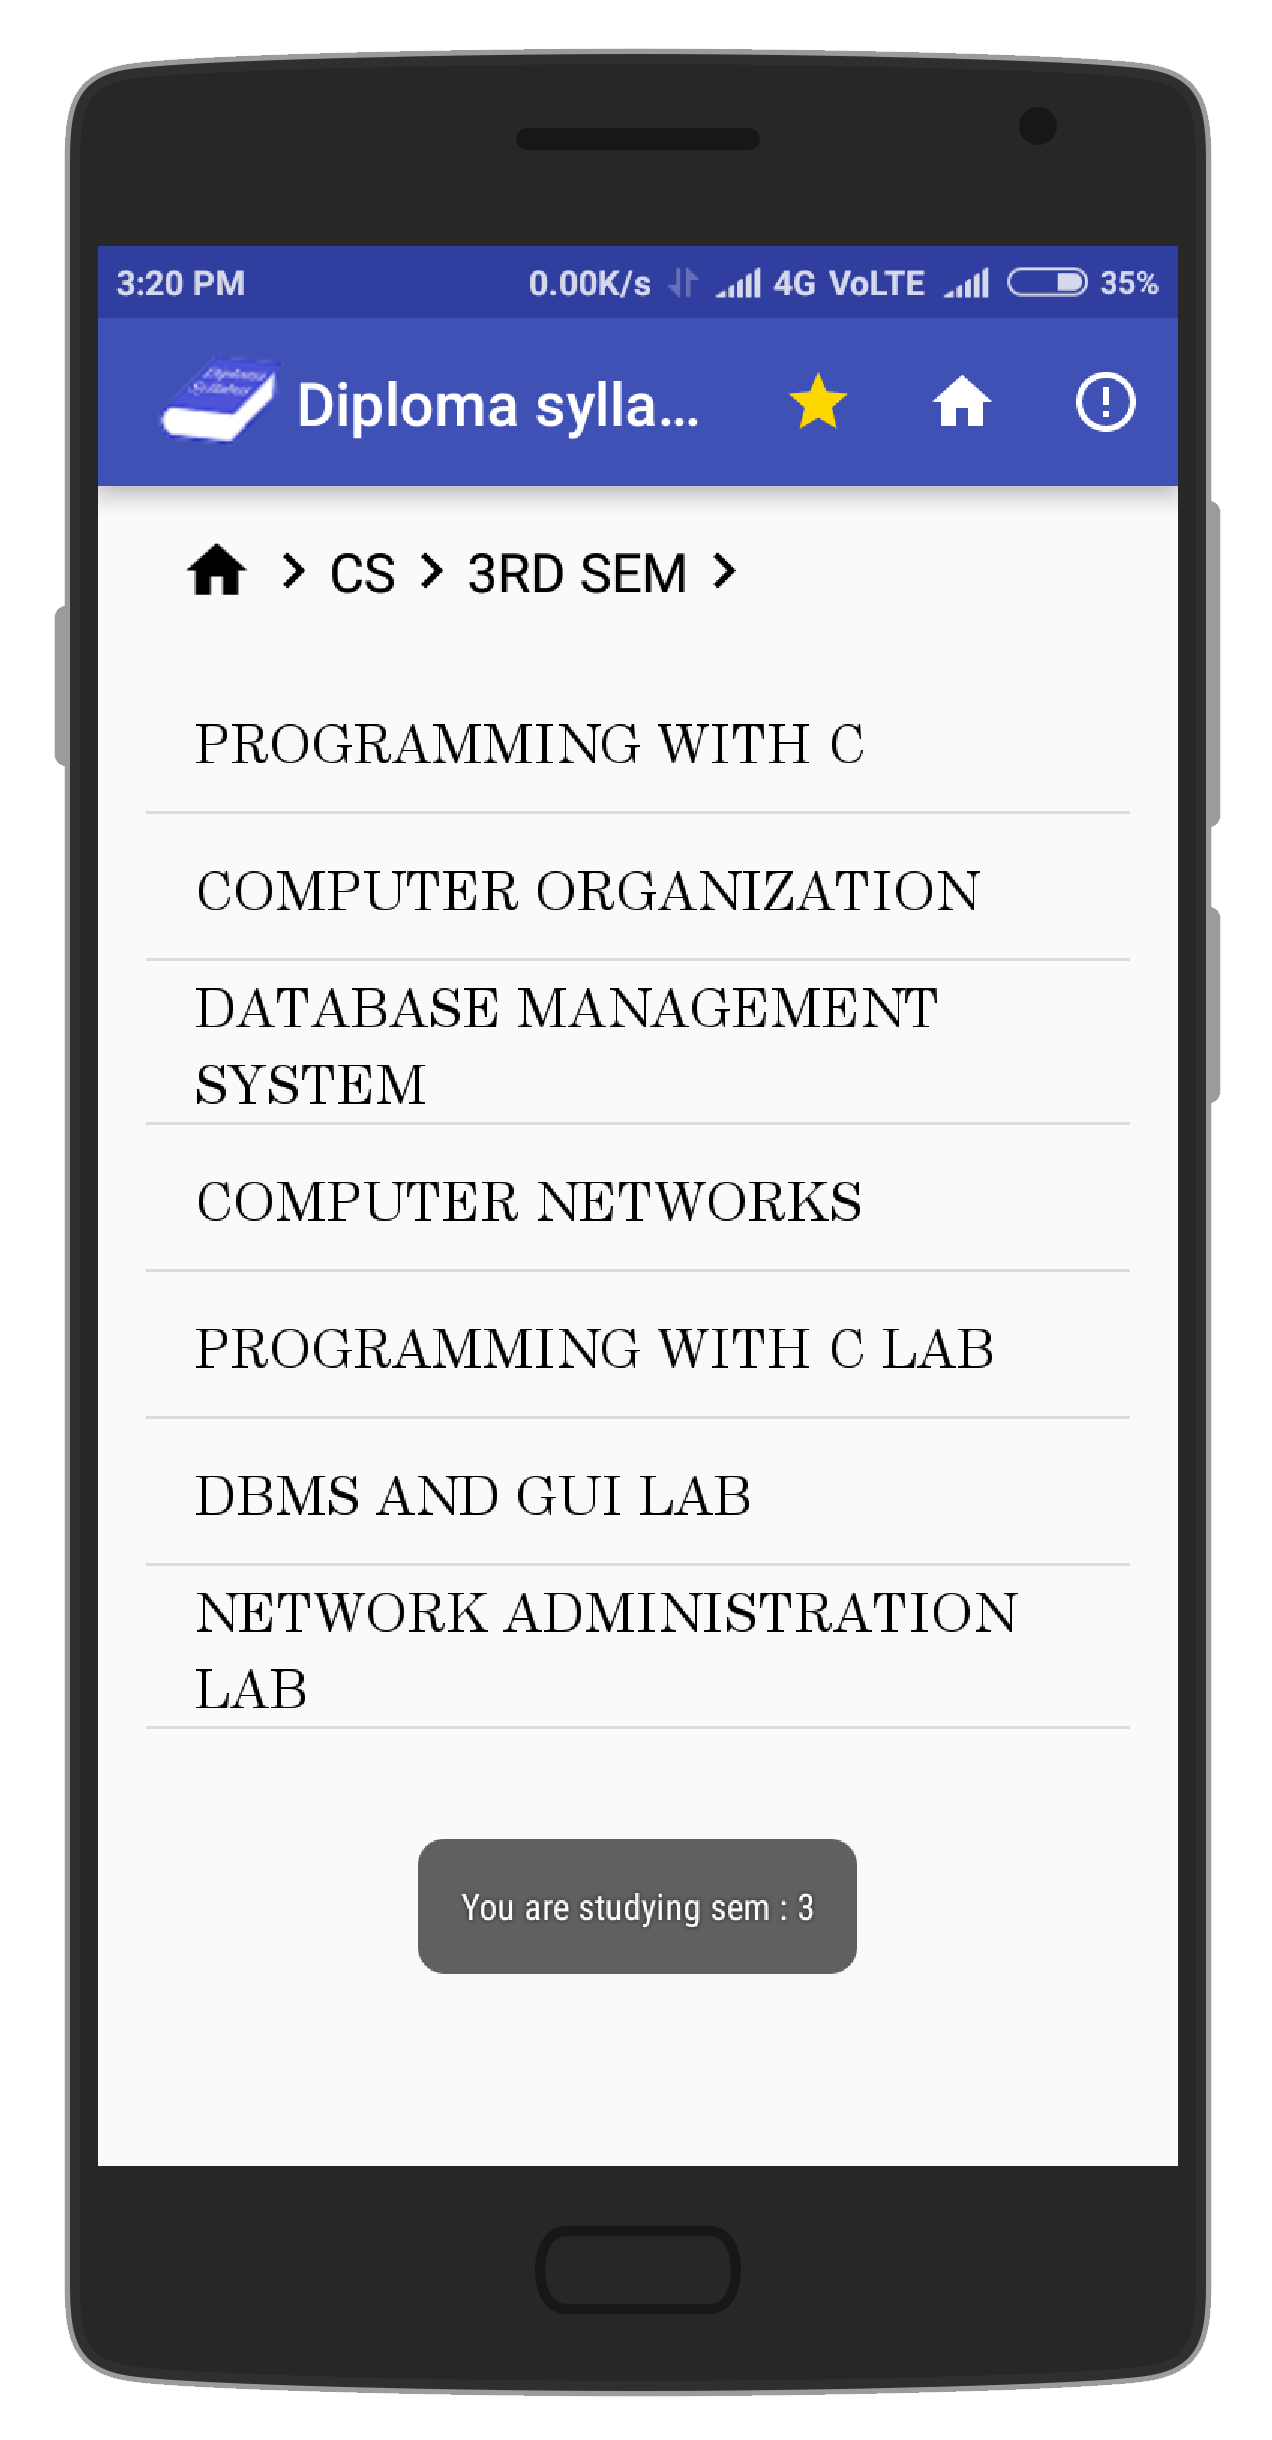 3:20 PM 0.00K/s 4G VoLTE 35%
Diploma sylla...
CS > 3RD SEM >
PROGRAMMING WITH C
COMPUTER ORGANIZATION
DATABASE MANAGEMENT
SYSTEM
COMPUTER NETWORKS
PROGRAMMING WITH C LAB
DBMS AND GUI LAB
NETWORK ADMINISTRATION
LAB
You are studying sem : 3